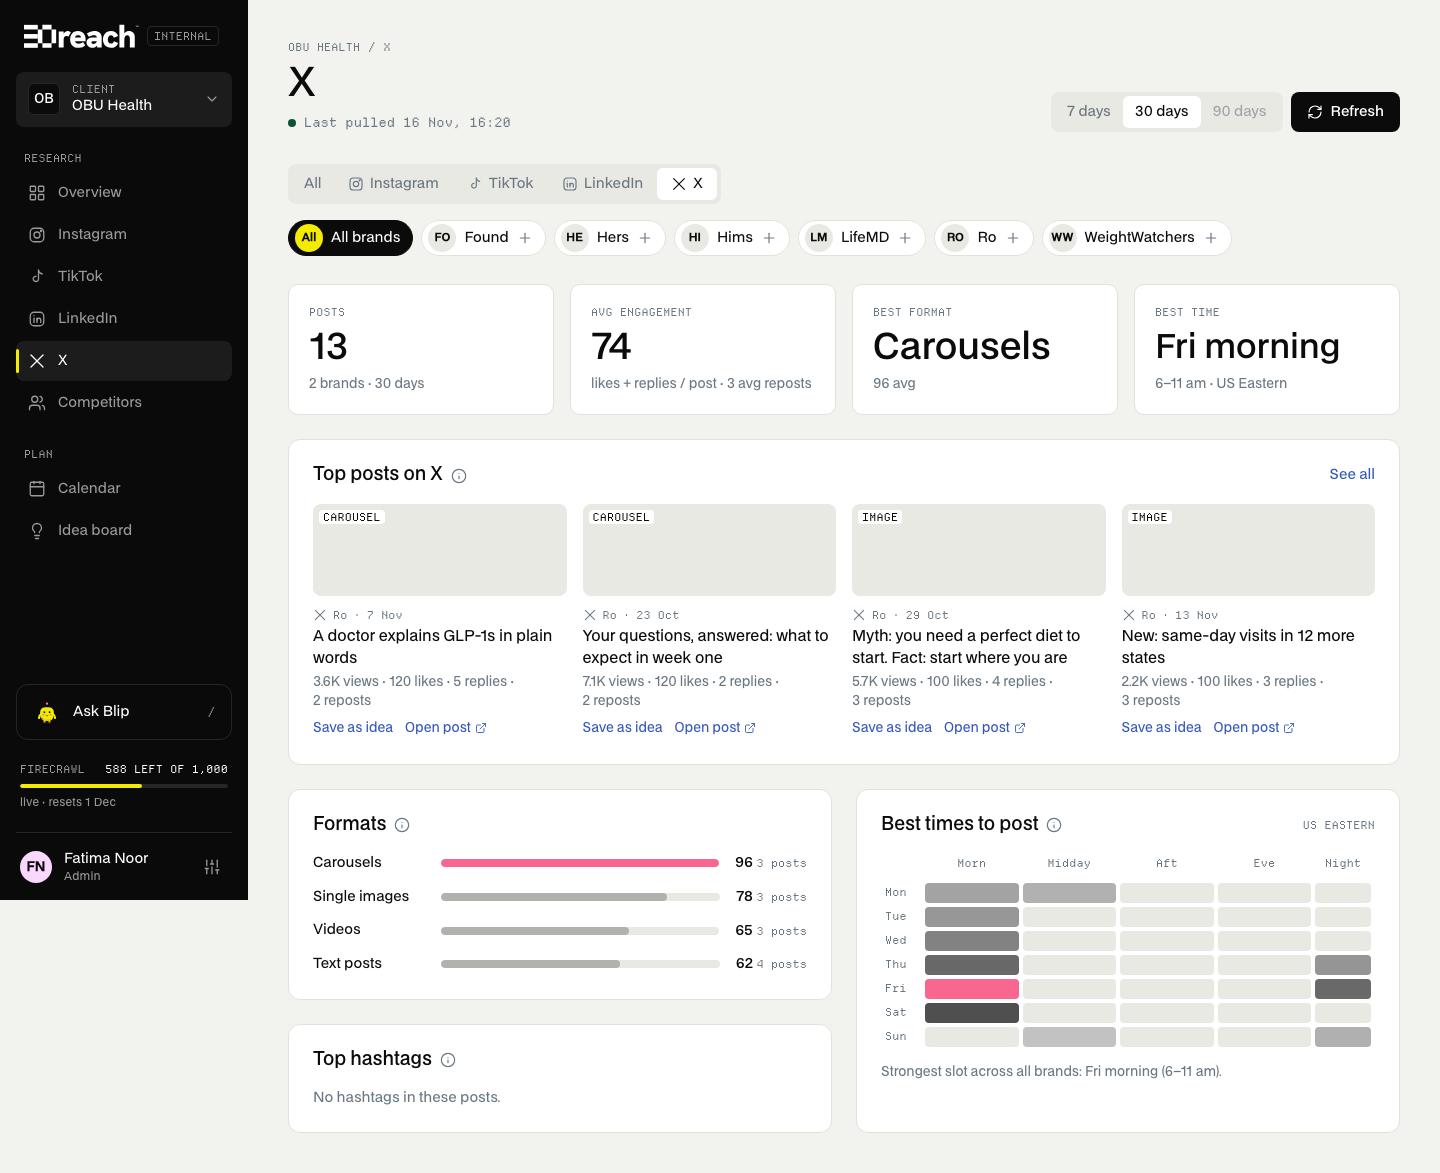 reach
INTERNAL
OB
CLIENT
OBU Health
RESEARCH
Overview
Instagram
TikTok
LinkedIn
X
Competitors
PLAN
Calendar
Idea board
Ask Blip
/
FIRECRAWL
588 LEFT OF 1,000
live · resets 1 Dec
FN
Fatima Noor
Admin
OBU HEALTH / X
X
Last pulled 16 Nov, 16:20
7 days
30 days
90 days
Refresh
All
Instagram
TikTok
LinkedIn
X
All All brands
FO Found +
HE Hers +
HI Hims +
LM LifeMD +
RO Ro +
WW WeightWatchers +
POSTS
13
2 brands · 30 days
AVG ENGAGEMENT
74
likes + replies / post · 3 avg reposts
BEST FORMAT
Carousels
96 avg
BEST TIME
Fri morning
6–11 am · US Eastern
Top posts on X
See all
CAROUSEL
Ro · 7 Nov
A doctor explains GLP-1s in plain
words
3.6K views · 120 likes · 5 replies ·
2 reposts
Save as idea
Open post
CAROUSEL
Ro · 23 Oct
Your questions, answered: what to
expect in week one
7.1K views · 120 likes · 2 replies ·
2 reposts
Save as idea
Open post
IMAGE
Ro · 29 Oct
Myth: you need a perfect diet to
start. Fact: start where you are
5.7K views · 100 likes · 4 replies ·
3 reposts
Save as idea
Open post
IMAGE
Ro · 13 Nov
New: same-day visits in 12 more
states
2.2K views · 100 likes · 3 replies ·
3 reposts
Save as idea
Open post
Formats
Carousels 96 3 posts
Single images 78 3 posts
Videos 65 3 posts
Text posts 62 4 posts
Top hashtags
No hashtags in these posts.
Best times to post
US EASTERN
Morn Midday Aft Eve Night
Mon
Tue
Wed
Thu
Fri
Sat
Sun
Strongest slot across all brands: Fri morning (6–11 am).